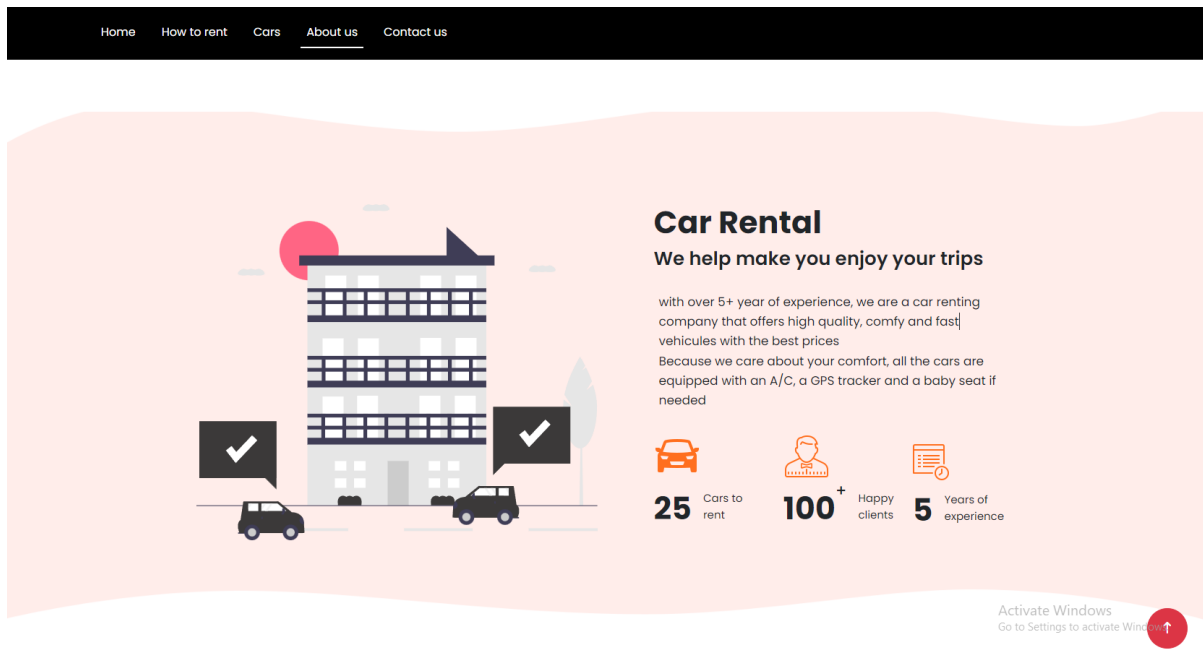 Home How to rent Cars About us Contact us
Car Rental
We help make you enjoy your trips
with over 5+ year of experience, we are a car renting
company that offers high quality, comfy and fast
vehicules with the best prices
Because we care about your comfort, all the cars are
equipped with an A/C, a GPS tracker and a baby seat if
needed
25 Cars to
rent
100+ Happy
clients
5 Years of
experience
Activate Windows
Go to Settings to activate Windows.